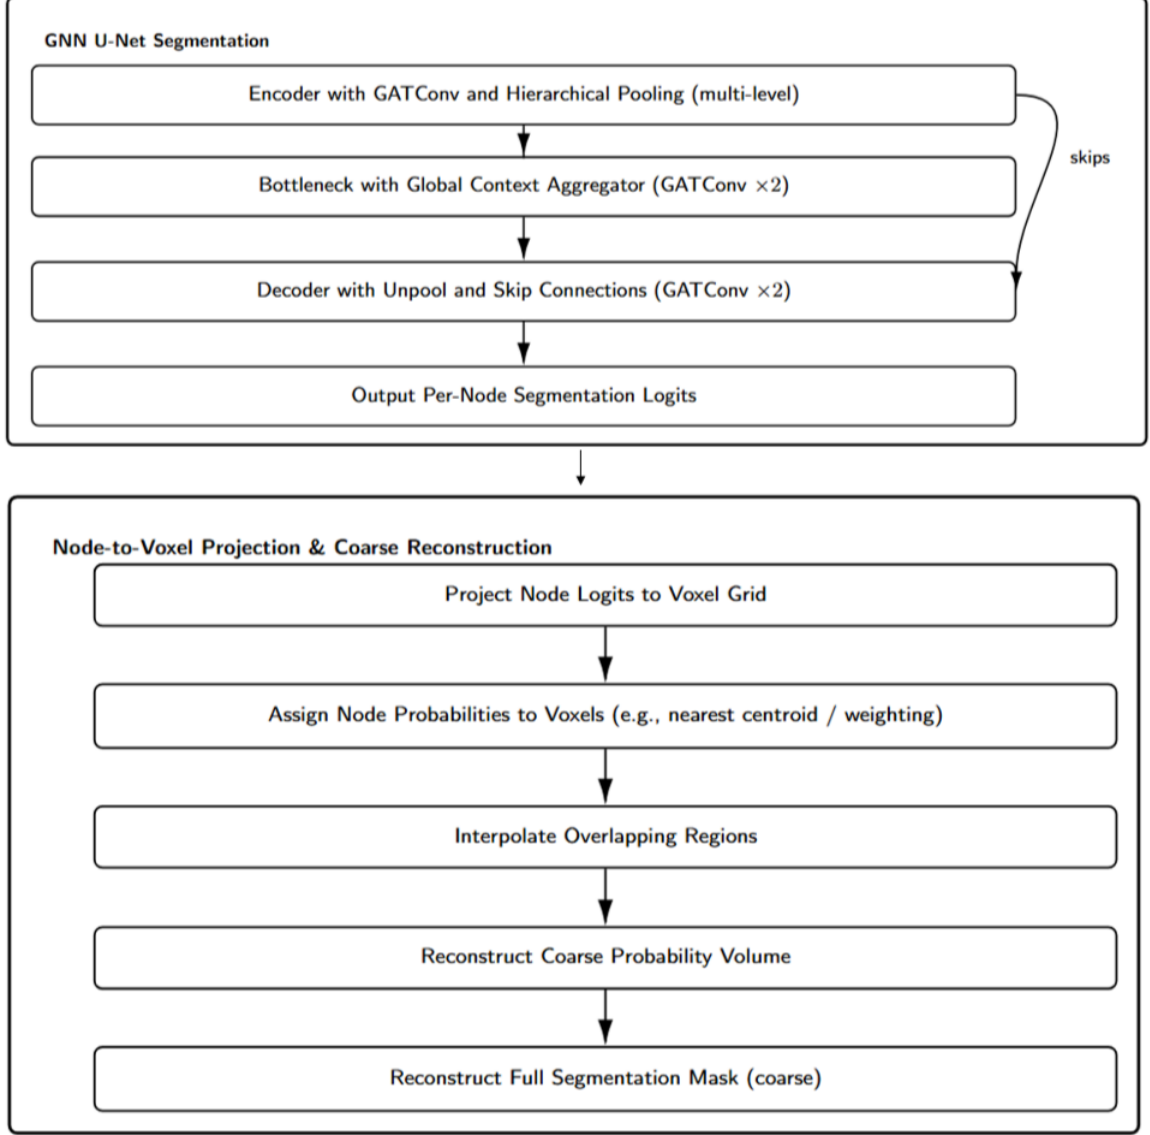 GNN U-Net Segmentation
Encoder with GATConv and Hierarchical Pooling (multi-level)
skips
Bottleneck with Global Context Aggregator (GATConv ×2)
Decoder with Unpool and Skip Connections (GATConv ×2)
Output Per-Node Segmentation Logits
Node-to-Voxel Projection & Coarse Reconstruction
Project Node Logits to Voxel Grid
Assign Node Probabilities to Voxels (e.g., nearest centroid / weighting)
Interpolate Overlapping Regions
Reconstruct Coarse Probability Volume
Reconstruct Full Segmentation Mask (coarse)